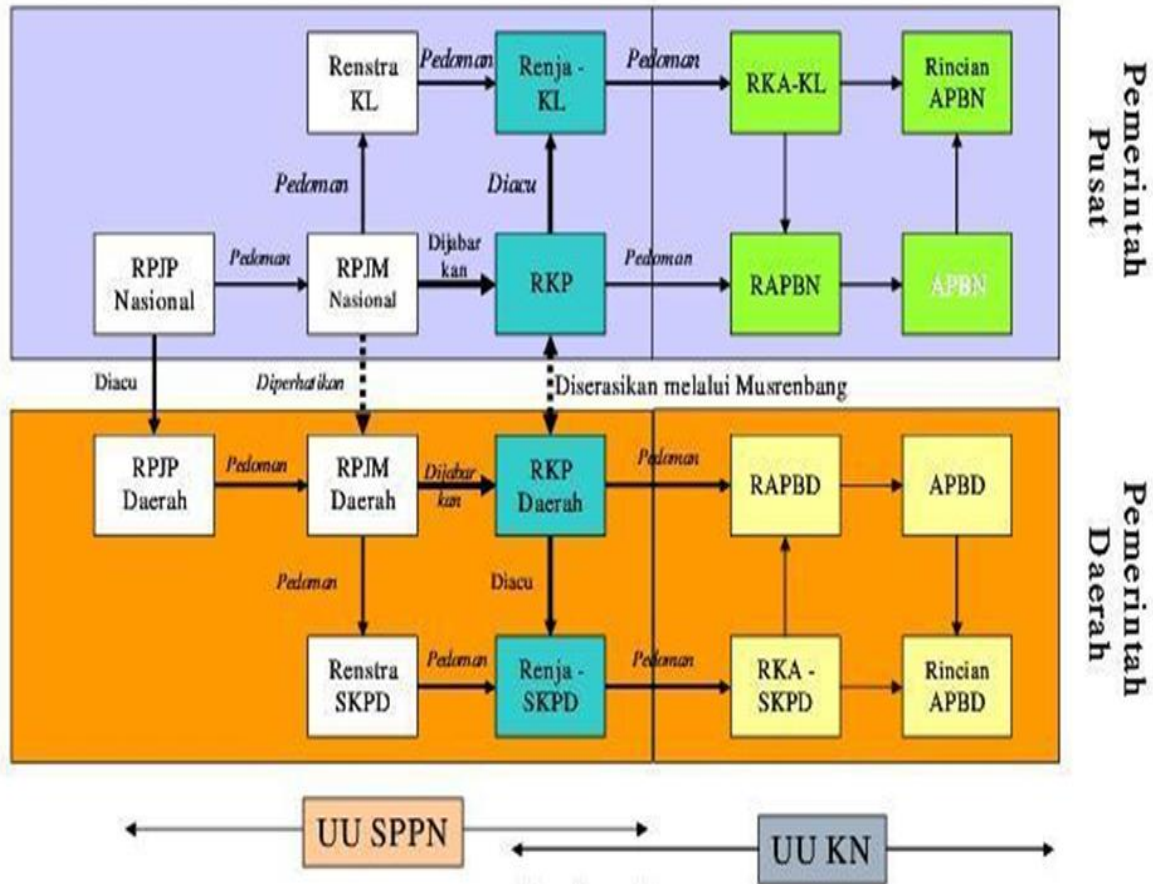 Renstra
KL
Pedoman
Renja -
KL
Pedoman
RKA-KL
Rincian
APBN
Pedoman
Diacu
RPJP
Nasional
Pedoman
RPJM
Nasional
Dijabar
kan
RKP
Pedoman
RAPBN
APBN
Pemerintah
Pusat
Diacu
Diperhatikan
Diserasikan melalui Musrenbang
RPJP
Daerah
Pedoman
RPJM
Daerah
Dijabar
kan
RKP
Daerah
Pedoman
RAPBD
APBD
Pedoman
Diacu
Renstra
SKPD
Pedoman
Renja -
SKPD
Pedoman
RKA -
SKPD
Rincian
APBD
Pemerintah
Daerah
UU SPPN
UU KN